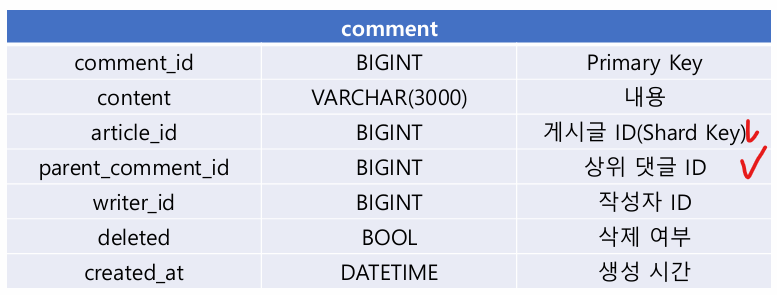 comment
comment_id BIGINT Primary Key
content VARCHAR(3000) 내용
article_id BIGINT 게시글 ID(Shard Key)
parent_comment_id BIGINT 상위 댓글 ID
writer_id BIGINT 작성자 ID
deleted BOOL 삭제 여부
created_at DATETIME 생성 시간